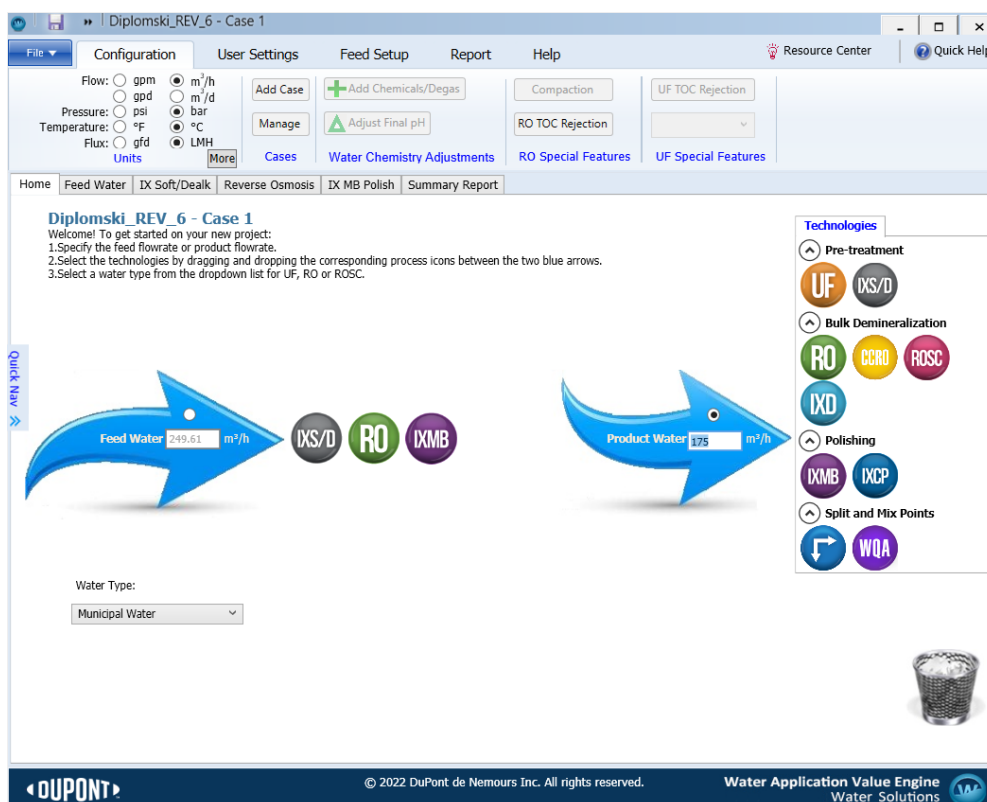 Diplomski_REV_6 - Case 1
File Configuration User Settings Feed Setup Report Help Resource Center Quick Help
Flow: gpm m³/h
gpd m³/d
Pressure: psi bar
Temperature: °F °C
Flux: gfd LMH
Units More
Add Case
Manage
Cases
Add Chemicals/Degas
Adjust Final pH
Water Chemistry Adjustments
Compaction
RO TOC Rejection
RO Special Features
UF TOC Rejection
UF Special Features
Home Feed Water IX Soft/Dealk Reverse Osmosis IX MB Polish Summary Report
Diplomski_REV_6 - Case 1
Welcome! To get started on your new project:
1.Specify the feed flowrate or product flowrate.
2.Select the technologies by dragging and dropping the corresponding process icons between the two blue arrows.
3.Select a water type from the dropdown list for UF, RO or ROSC.
Quick Nav
Feed Water 249.61 m³/h
IXS/D RO IXMB
Product Water 175 m³/h
Technologies
Pre-treatment
UF IXS/D
Bulk Demineralization
RO CCRO ROSC
IXD
Polishing
IXMB IXCP
Split and Mix Points
WQA
Water Type:
Municipal Water
DUPONT
© 2022 DuPont de Nemours Inc. All rights reserved.
Water Application Value Engine
Water Solutions